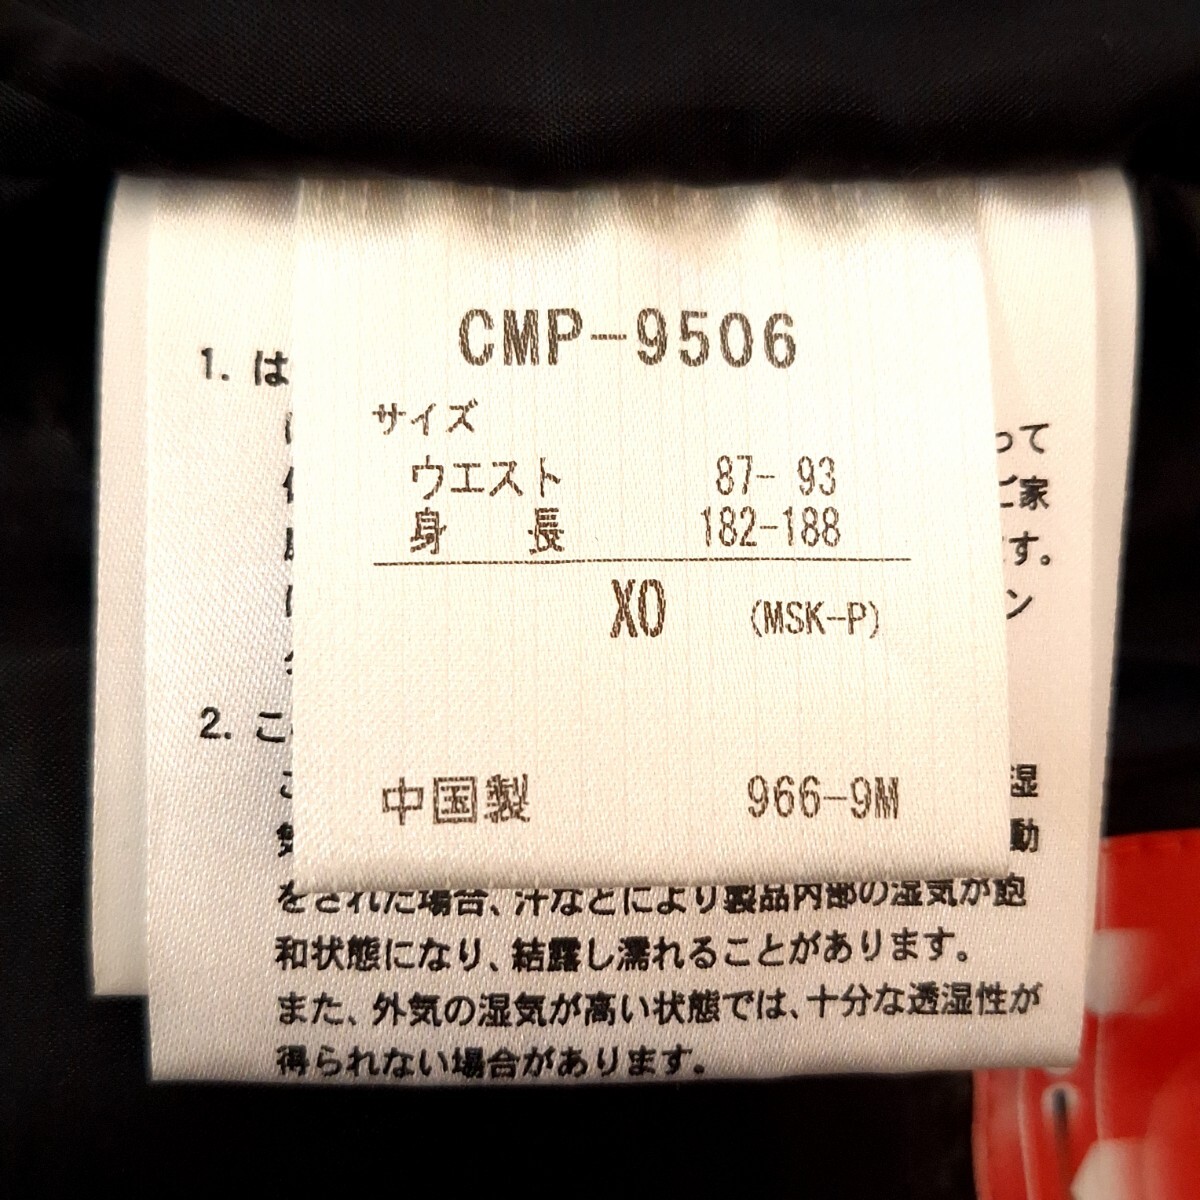 CMP-9506
サイズ
ウエスト 87- 93
身 長 182-188
XO (MSK-P)
中国製 966-9M
1. は
って
ご家
す。
ン
2. こ
湿
動
をされた場合、汗などにより製品内部の湿気が飽
和状態になり、結露し濡れることがあります。
また、外気の湿気が高い状態では、十分な透湿性が
得られない場合があります。